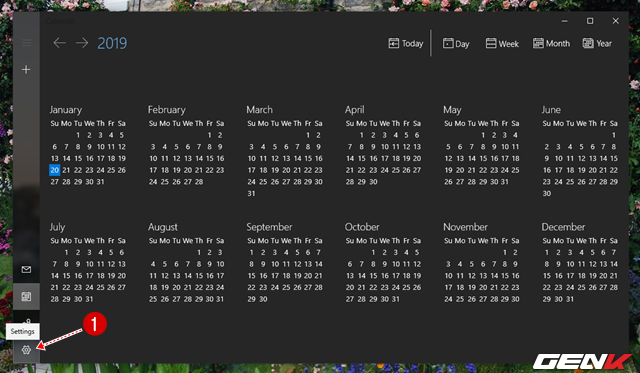 2019
Today
Day
Week
Month
Year
January
Su Mo Tu We Th Fr Sa
1 2 3 4 5
6 7 8 9 10 11 12
13 14 15 16 17 18 19
20 21 22 23 24 25 26
27 28 29 30 31
February
Su Mo Tu We Th Fr Sa
1 2
3 4 5 6 7 8 9
10 11 12 13 14 15 16
17 18 19 20 21 22 23
24 25 26 27 28
March
Su Mo Tu We Th Fr Sa
1 2
3 4 5 6 7 8 9
10 11 12 13 14 15 16
17 18 19 20 21 22 23
24 25 26 27 28 29 30
31
April
Su Mo Tu We Th Fr Sa
1 2 3 4 5 6
7 8 9 10 11 12 13
14 15 16 17 18 19 20
21 22 23 24 25 26 27
28 29 30
May
Su Mo Tu We Th Fr Sa
1 2 3 4
5 6 7 8 9 10 11
12 13 14 15 16 17 18
19 20 21 22 23 24 25
26 27 28 29 30 31
June
Su Mo Tu We Th Fr Sa
1
2 3 4 5 6 7 8
9 10 11 12 13 14 15
16 17 18 19 20 21 22
23 24 25 26 27 28 29
30
July
Su Mo Tu We Th Fr Sa
1 2 3 4 5 6
7 8 9 10 11 12 13
14 15 16 17 18 19 20
21 22 23 24 25 26 27
28 29 30 31
August
Su Mo Tu We Th Fr Sa
1 2 3
4 5 6 7 8 9 10
11 12 13 14 15 16 17
18 19 20 21 22 23 24
25 26 27 28 29 30 31
September
Su Mo Tu We Th Fr Sa
1 2 3 4 5 6 7
8 9 10 11 12 13 14
15 16 17 18 19 20 21
22 23 24 25 26 27 28
29 30
October
Su Mo Tu We Th Fr Sa
1 2 3 4 5
6 7 8 9 10 11 12
13 14 15 16 17 18 19
20 21 22 23 24 25 26
27 28 29 30 31
November
Su Mo Tu We Th Fr Sa
1 2
3 4 5 6 7 8 9
10 11 12 13 14 15 16
17 18 19 20 21 22 23
24 25 26 27 28 29 30
December
Su Mo Tu We Th Fr Sa
1 2 3 4 5 6 7
8 9 10 11 12 13 14
15 16 17 18 19 20 21
22 23 24 25 26 27 28
29 30 31
Settings
1
GENK